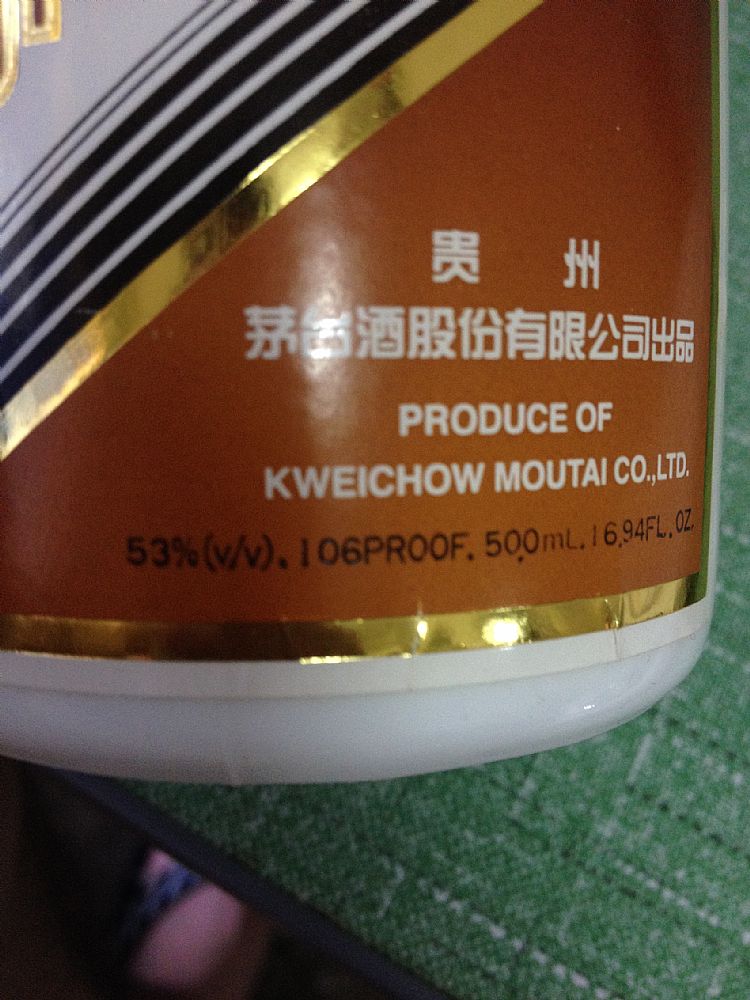 贵 州
茅台酒股份有限公司出品
PRODUCE OF
KWEICHOW MOUTAI CO.,LTD.
53%(v/v). 106PROOF. 500mL. 16.94FL. OZ.